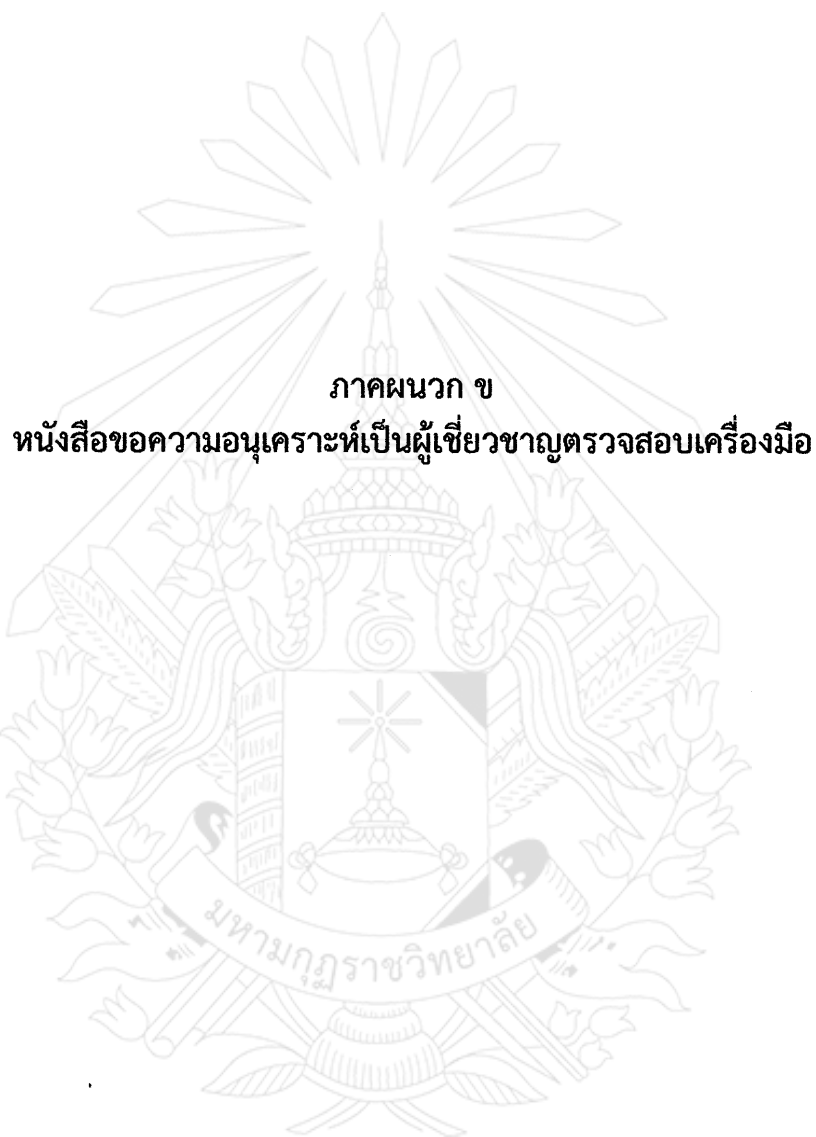 ภาคผนวก ข
หนังสือขอความอนุเคราะห์เป็นผู้เชี่ยวชาญตรวจสอบเครื่องมือ
มหามกุฏราชวิทยาลัย